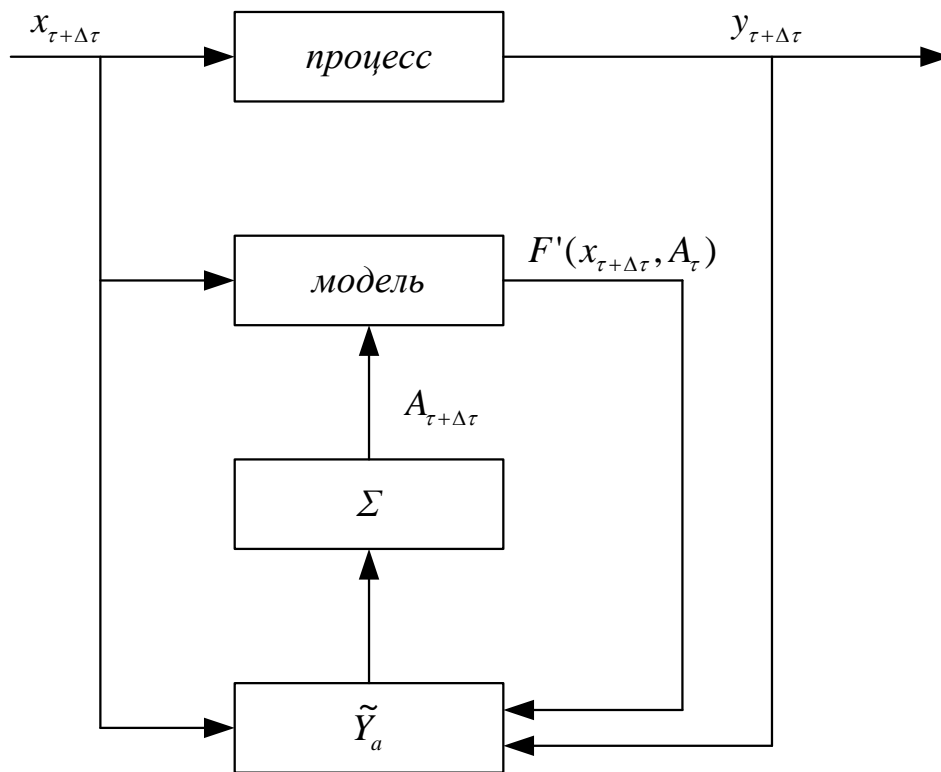 x_{τ+Δτ}
y_{τ+Δτ}
процесс
F'(x_{τ+Δτ}, A_τ)
модель
A_{τ+Δτ}
Σ
Ỹ_a